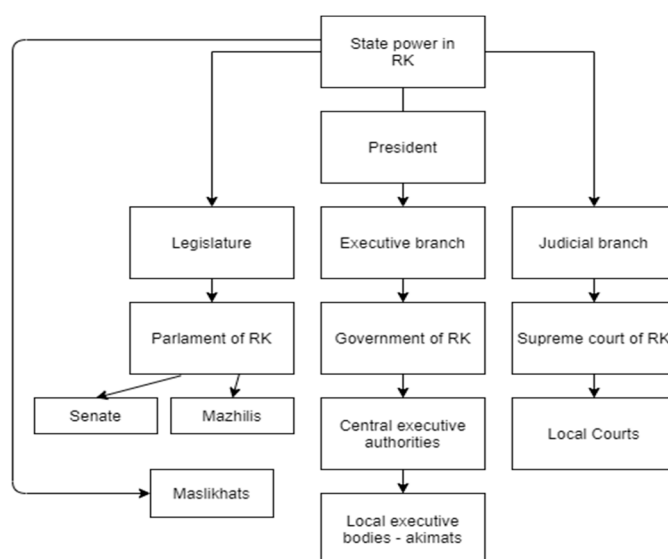 State power in
RK
President
Legislature
Executive branch
Judicial branch
Parlament of RK
Government of RK
Supreme court of RK
Senate
Mazhilis
Central executive
authorities
Local Courts
Maslikhats
Local executive
bodies - akimats